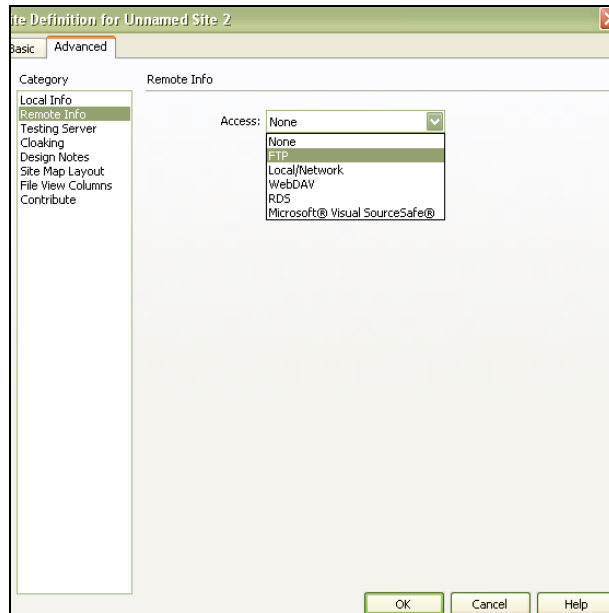 ite Definition for Unnamed Site 2
Basic
Advanced
Category
Remote Info
Local Info
Remote Info
Testing Server
Cloaking
Design Notes
Site Map Layout
File View Columns
Contribute
Access: None
None
FTP
Local/Network
WebDAV
RDS
Microsoft® Visual SourceSafe®
OK
Cancel
Help